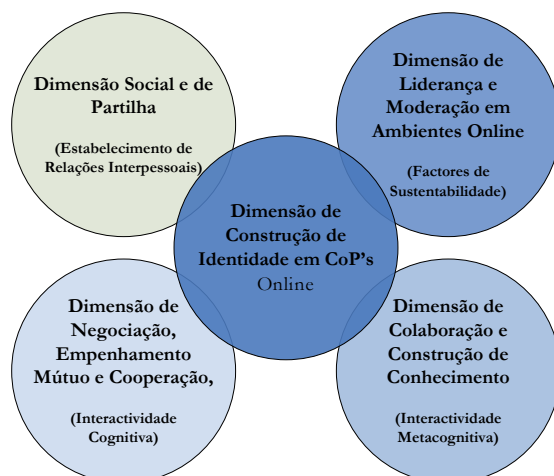 Dimensão Social e de
Partilha
(Estabelecimento de
Relações Interpessoais)
Dimensão de
Liderança e
Moderação em
Ambientes Online
(Factores de
Sustentabilidade)
Dimensão de
Construção de
Identidade em CoP's
Online
Dimensão de
Negociação,
Empenhamento
Mútuo e Cooperação,
(Interactividade
Cognitiva)
Dimensão de
Colaboração e
Construção de
Conhecimento
(Interactividade
Metacognitiva)